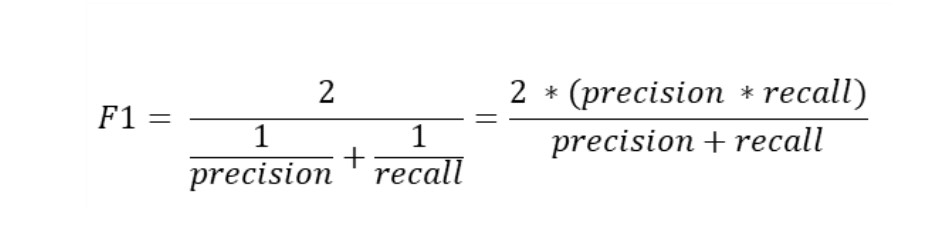 F1 = 2 / (1/precision + 1/recall) = 2 * (precision * recall) / (precision + recall)